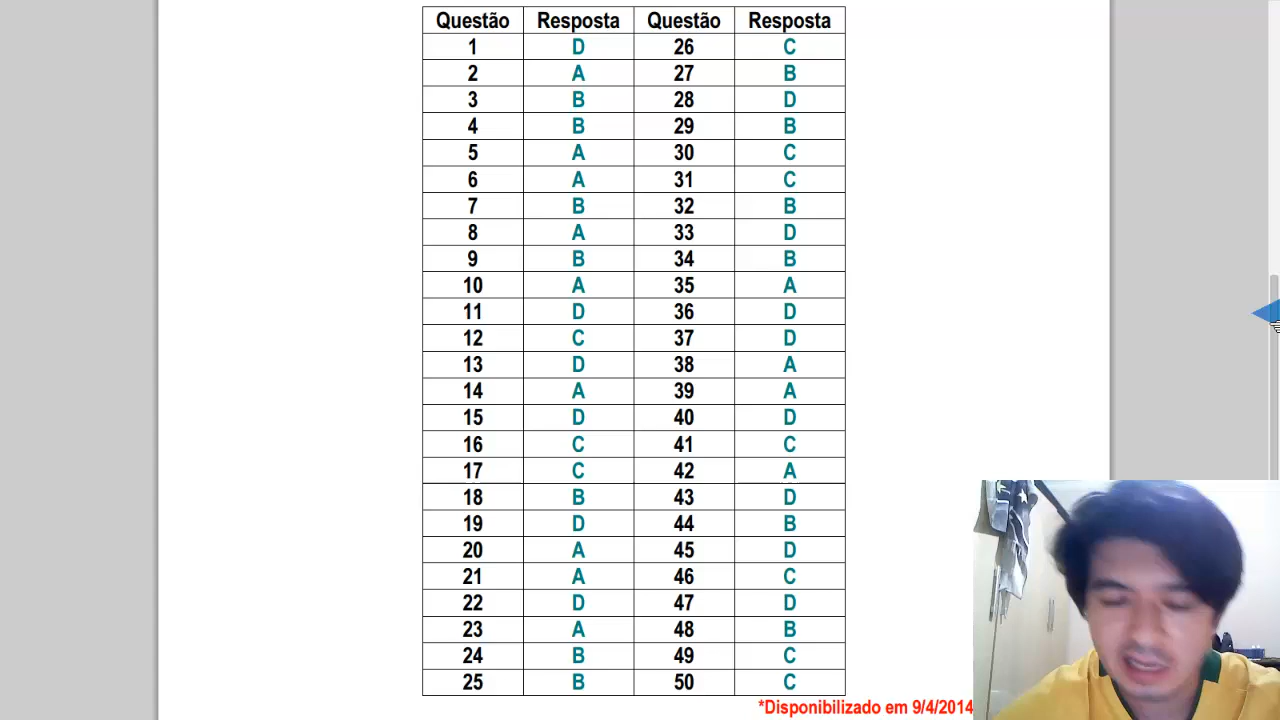 Questão Resposta Questão Resposta
1 D 26 C
2 A 27 B
3 B 28 D
4 B 29 B
5 A 30 C
6 A 31 C
7 B 32 B
8 A 33 D
9 B 34 B
10 A 35 A
11 D 36 D
12 C 37 D
13 D 38 A
14 A 39 A
15 D 40 D
16 C 41 C
17 C 42 A
18 B 43 D
19 D 44 B
20 A 45 D
21 A 46 C
22 D 47 D
23 A 48 B
24 B 49 C
25 B 50 C
*Disponibilizado em 9/4/2014